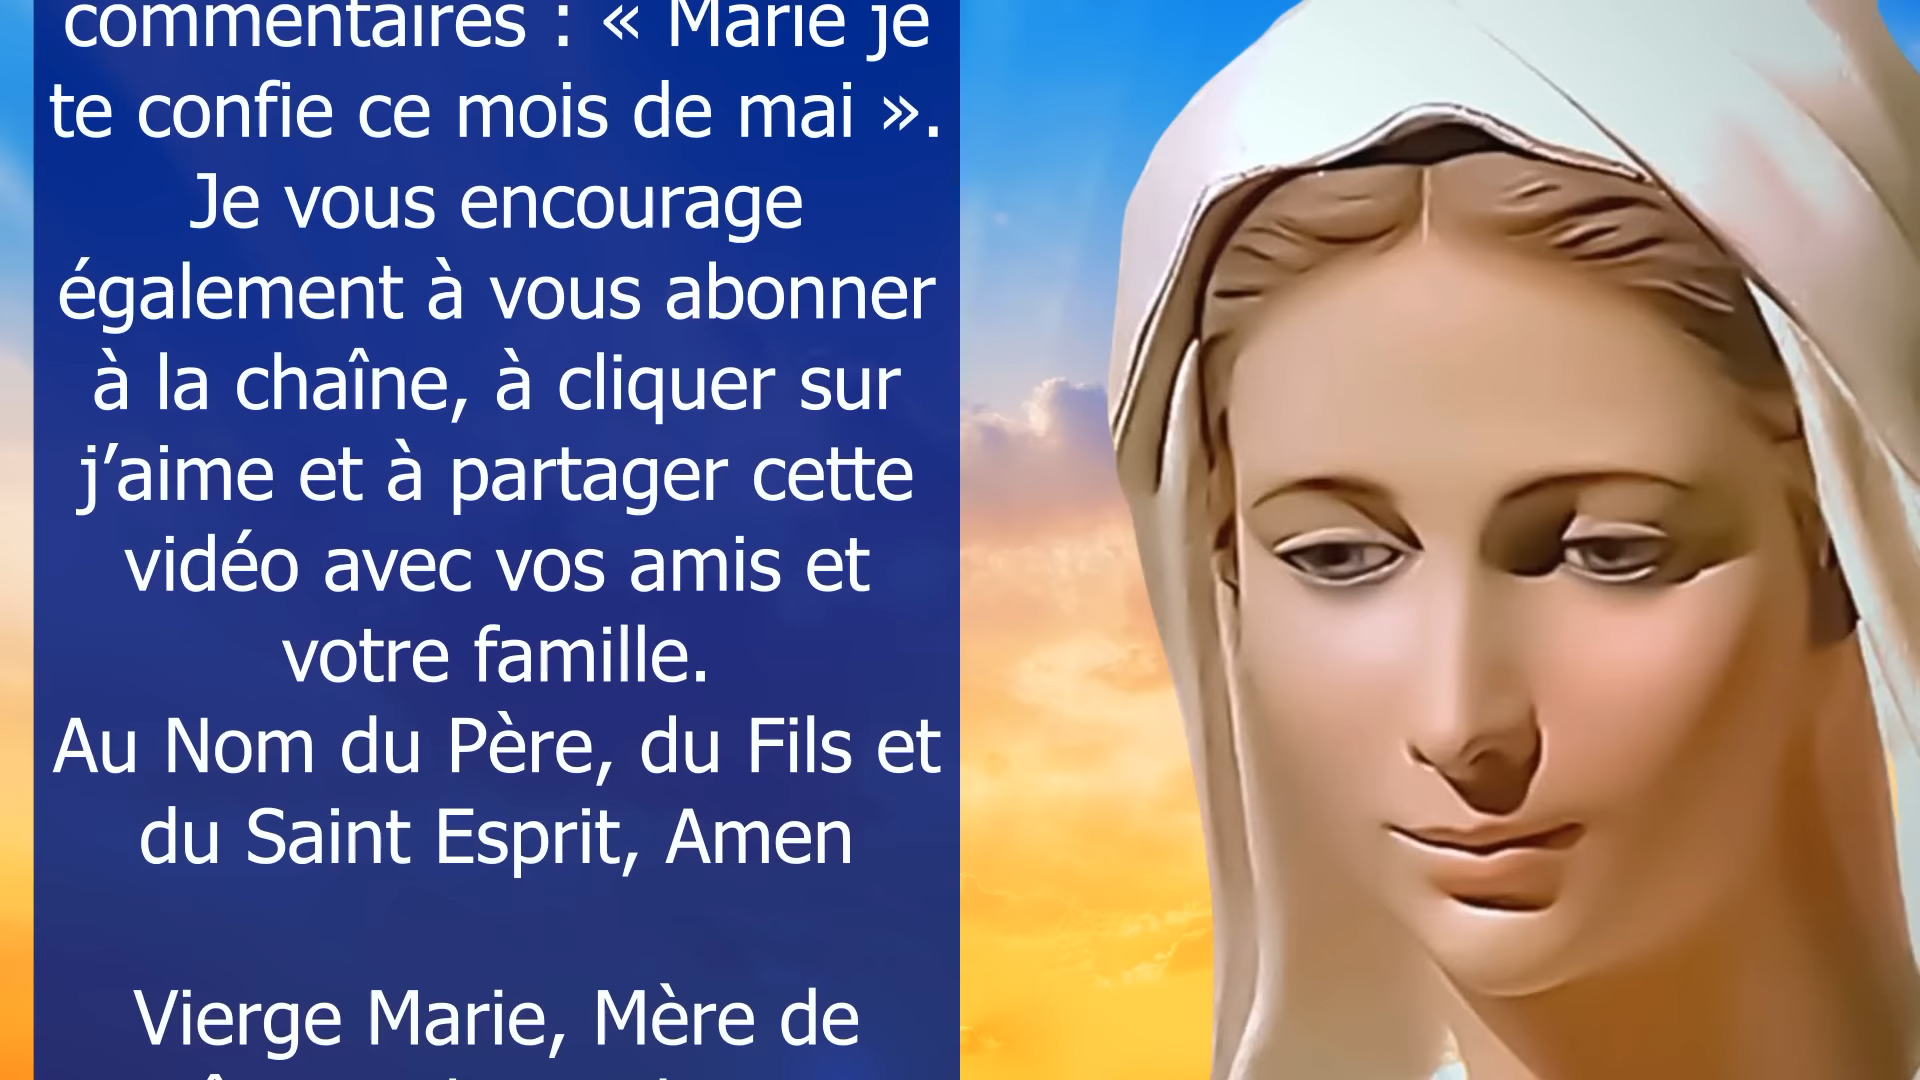 commentaires : « Marie je
te confie ce mois de mai ».
Je vous encourage
également à vous abonner
à la chaîne, à cliquer sur
j’aime et à partager cette
vidéo avec vos amis et
votre famille.
Au Nom du Père, du Fils et
du Saint Esprit, Amen
Vierge Marie, Mère de